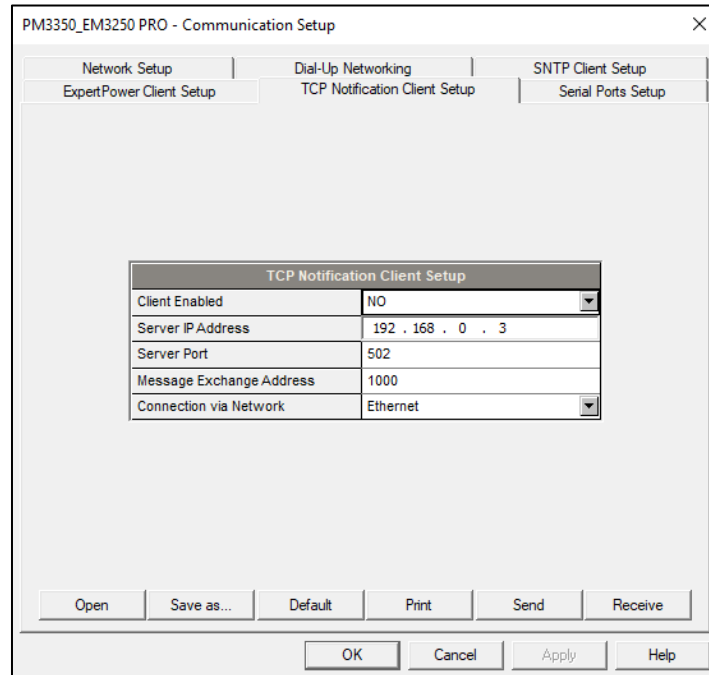 PM3350_EM3250 PRO - Communication Setup
Network Setup Dial-Up Networking SNTP Client Setup
ExpertPower Client Setup TCP Notification Client Setup Serial Ports Setup
TCP Notification Client Setup
Client Enabled NO
Server IP Address 192 . 168 . 0 . 3
Server Port 502
Message Exchange Address 1000
Connection via Network Ethernet
Open Save as... Default Print Send Receive
OK Cancel Apply Help